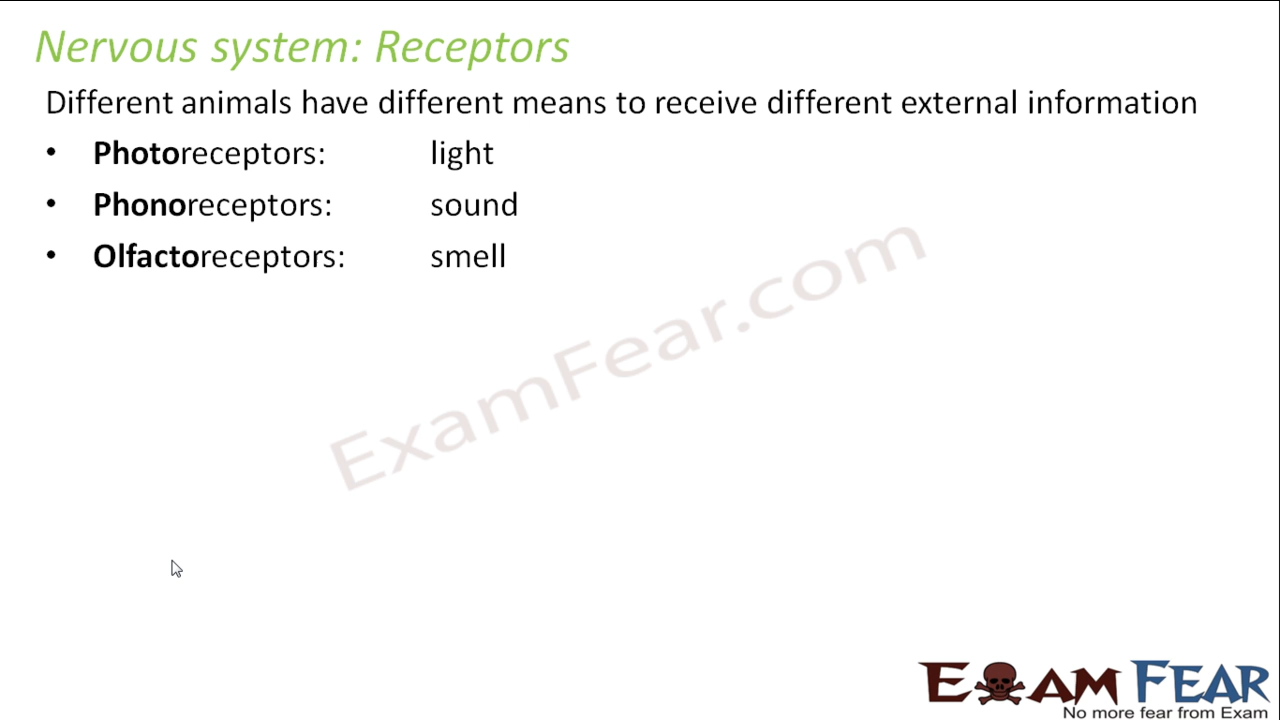 Nervous system: Receptors
Different animals have different means to receive different external information
• Photoreceptors: light
• Phonoreceptors: sound
• Olfactoreceptors: smell
ExamFear.com
EXAM FEAR
No more fear from Exam